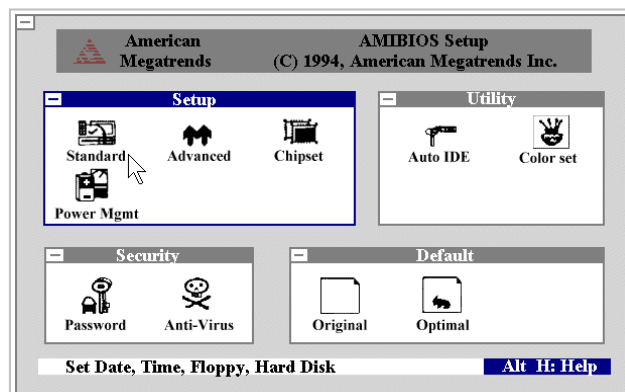 American Megatrends
AMIBIOS Setup
(C) 1994, American Megatrends Inc.
Setup
Utility
Standard
Advanced
Chipset
Auto IDE
Color set
Power Mgmt
Security
Default
Password
Anti-Virus
Original
Optimal
Set Date, Time, Floppy, Hard Disk
Alt H: Help